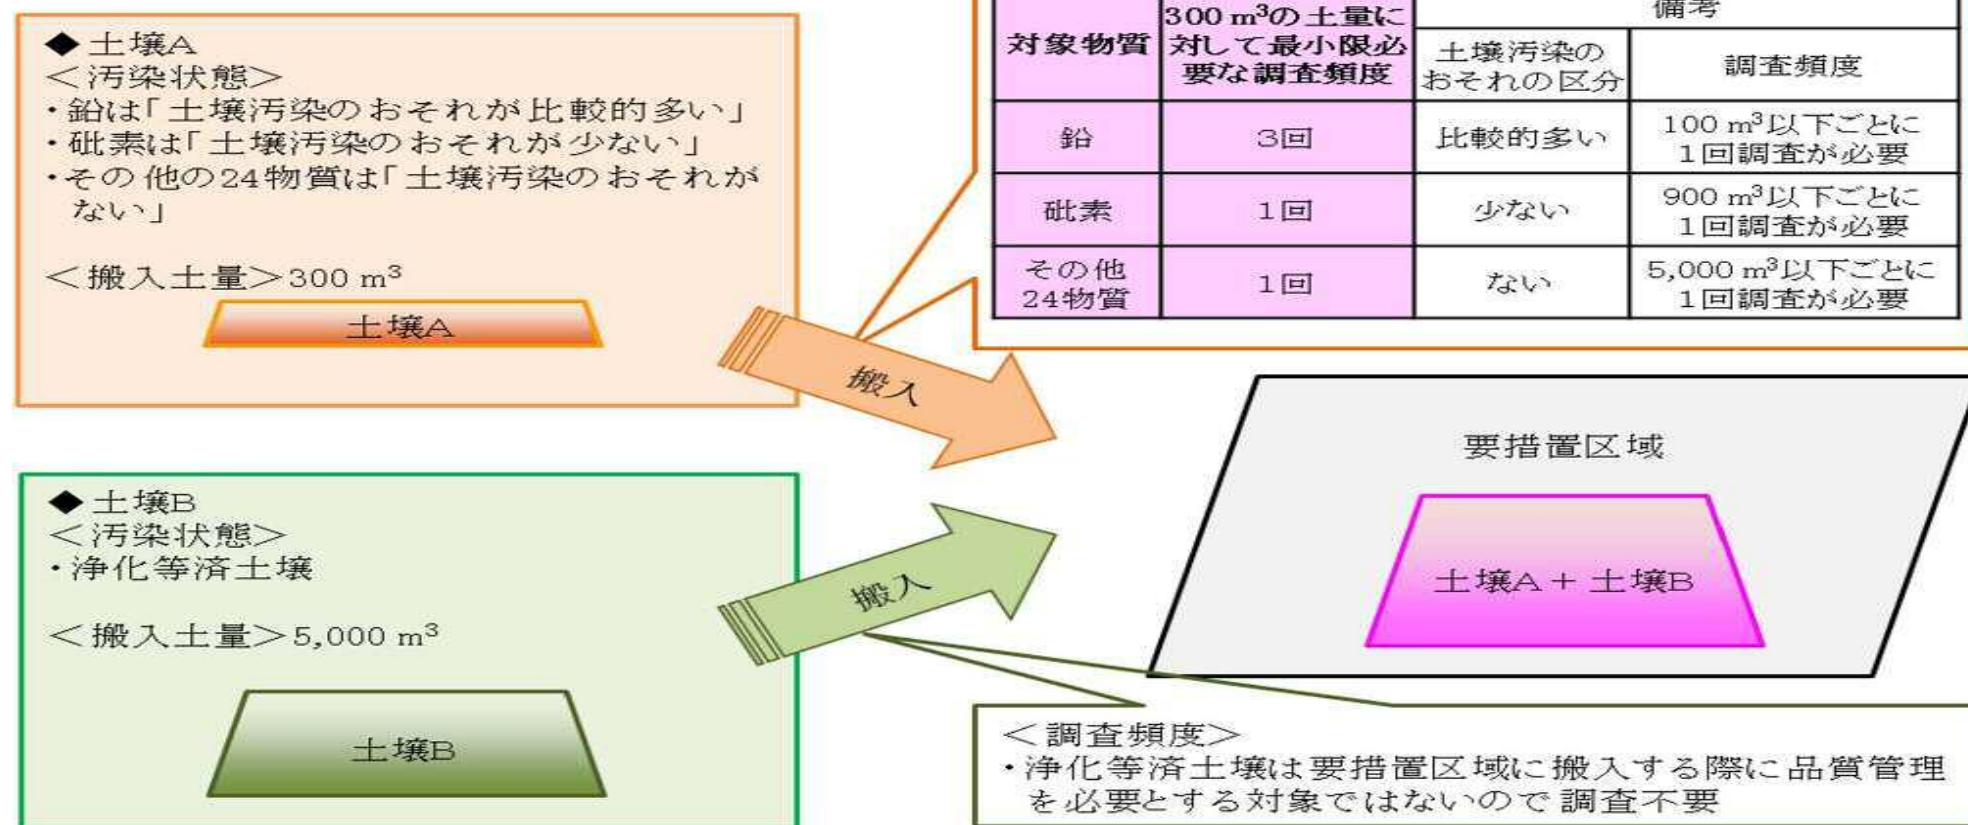 ◆土壌A
＜汚染状態＞
・鉛は「土壌汚染のおそれが比較的多い」
・砒素は「土壌汚染のおそれが少ない」
・その他の24物質は「土壌汚染のおそれが
ない」
＜搬入土量＞300 m³
土壌A
搬入
対象物質
300 m³の土量に
対して最小限必
要な調査頻度
備考
土壌汚染の
おそれの区分
調査頻度
鉛
3回
比較的多い
100 m³以下ごとに
1回調査が必要
砒素
1回
少ない
900 m³以下ごとに
1回調査が必要
その他
24物質
1回
ない
5,000 m³以下ごとに
1回調査が必要
◆土壌B
＜汚染状態＞
・浄化等済土壌
＜搬入土量＞5,000 m³
土壌B
搬入
要措置区域
土壌A + 土壌B
＜調査頻度＞
・浄化等済土壌は要措置区域に搬入する際に品質管理
を必要とする対象ではないので調査不要